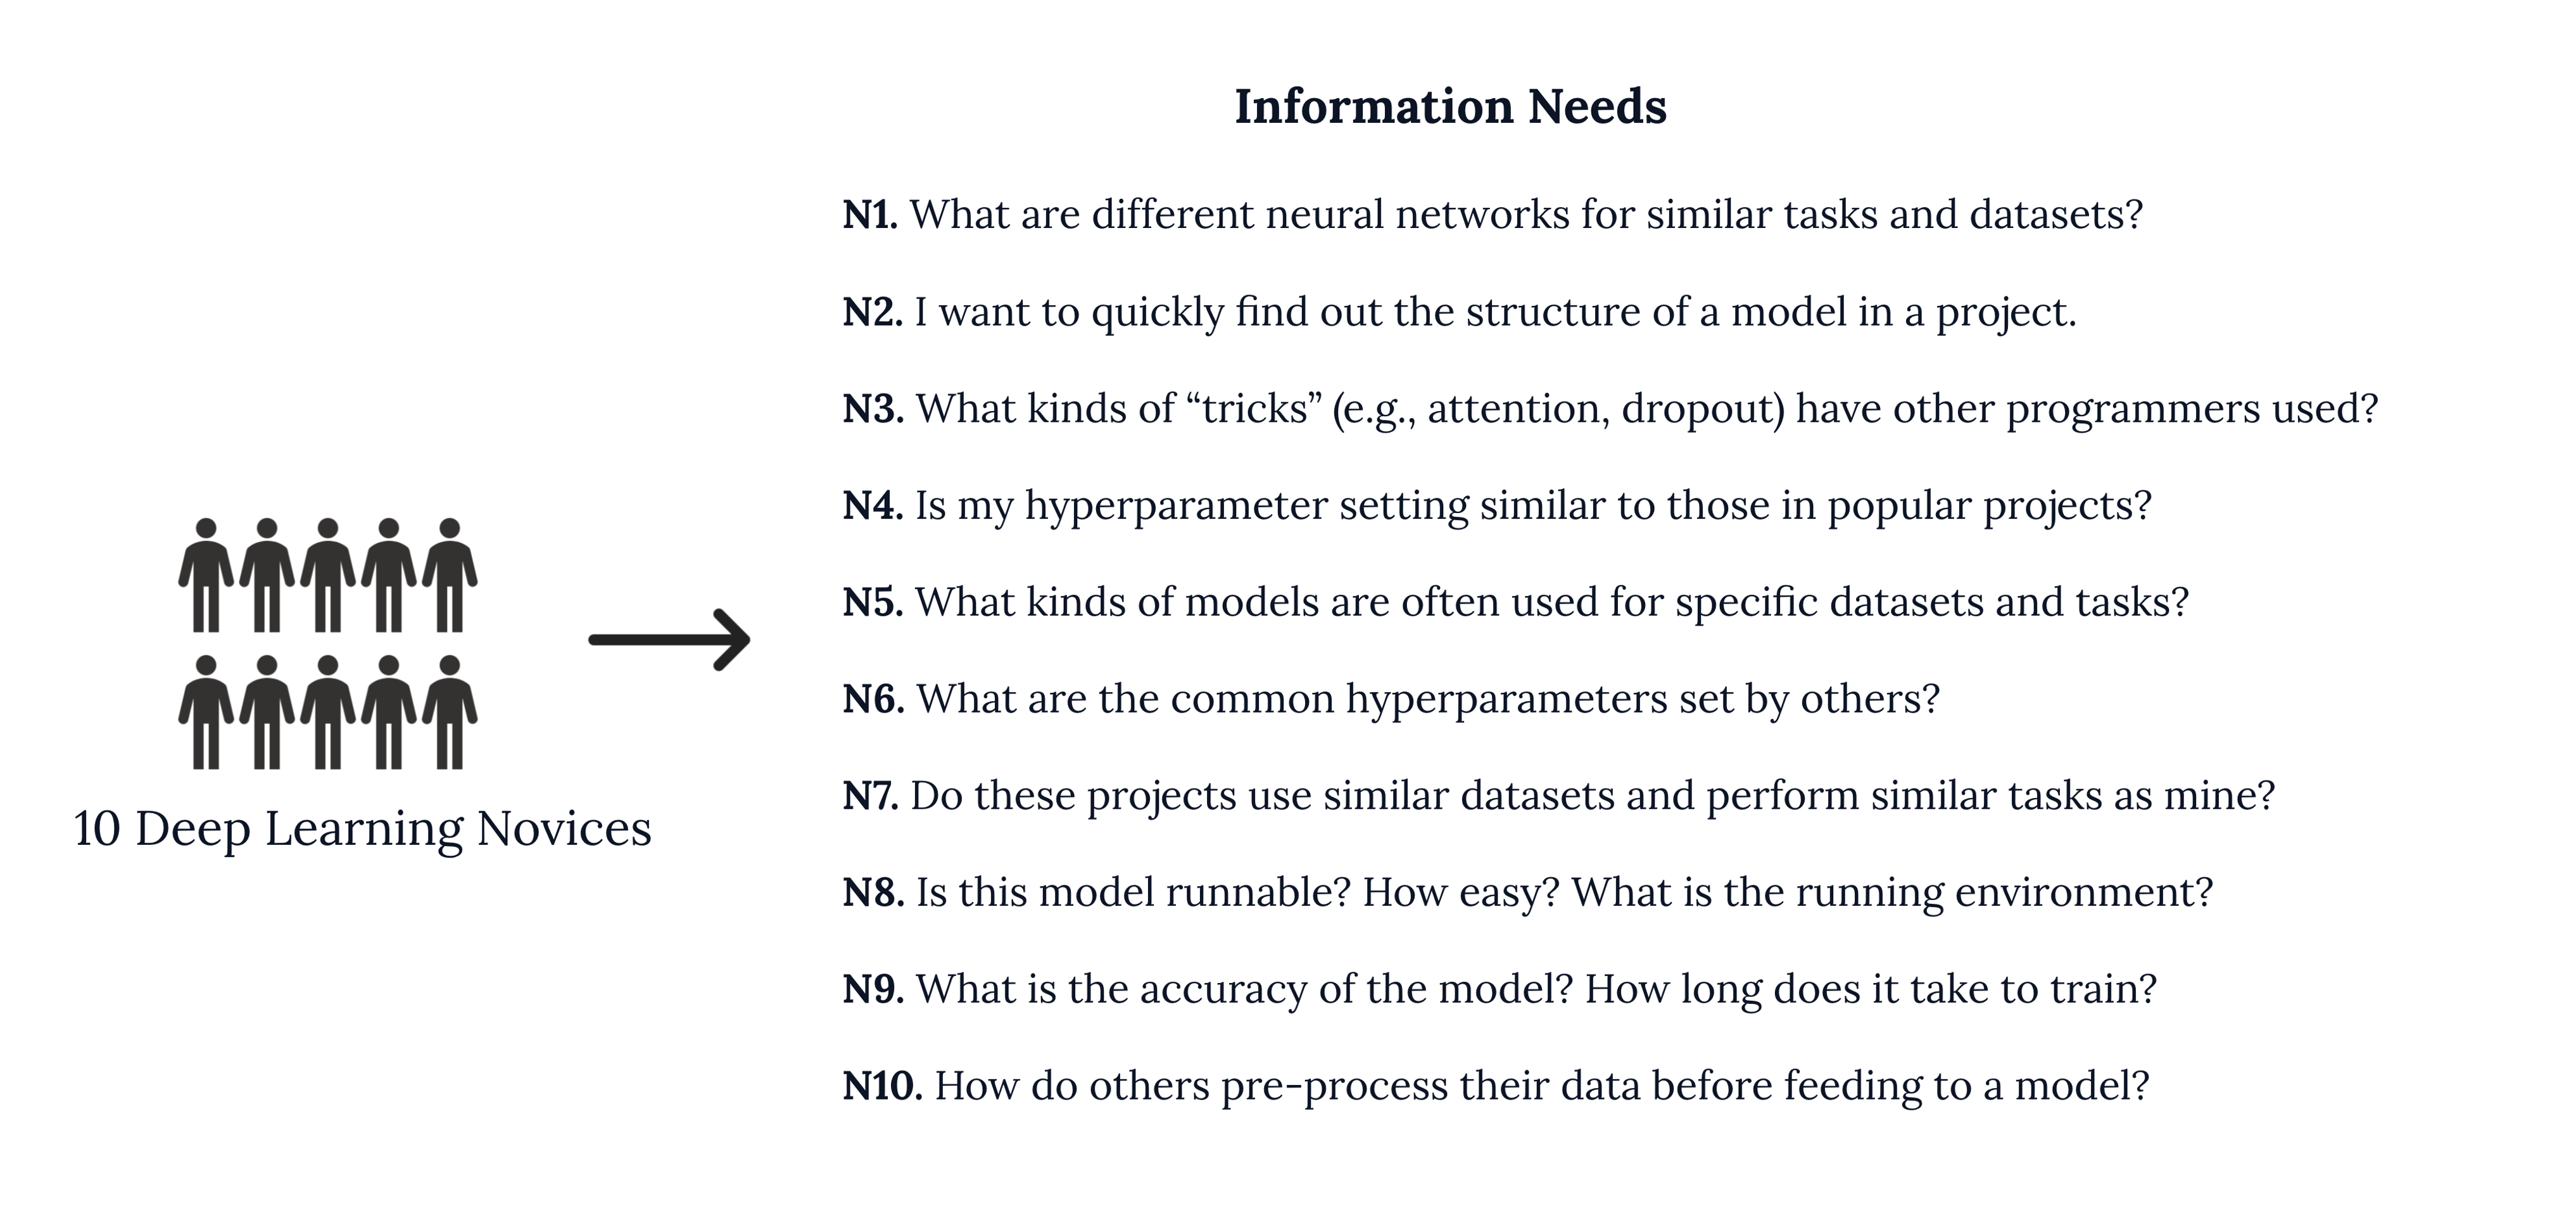 Information Needs
N1. What are different neural networks for similar tasks and datasets?
N2. I want to quickly find out the structure of a model in a project.
N3. What kinds of “tricks” (e.g., attention, dropout) have other programmers used?
N4. Is my hyperparameter setting similar to those in popular projects?
N5. What kinds of models are often used for specific datasets and tasks?
N6. What are the common hyperparameters set by others?
N7. Do these projects use similar datasets and perform similar tasks as mine?
N8. Is this model runnable? How easy? What is the running environment?
N9. What is the accuracy of the model? How long does it take to train?
N10. How do others pre-process their data before feeding to a model?
10 Deep Learning Novices